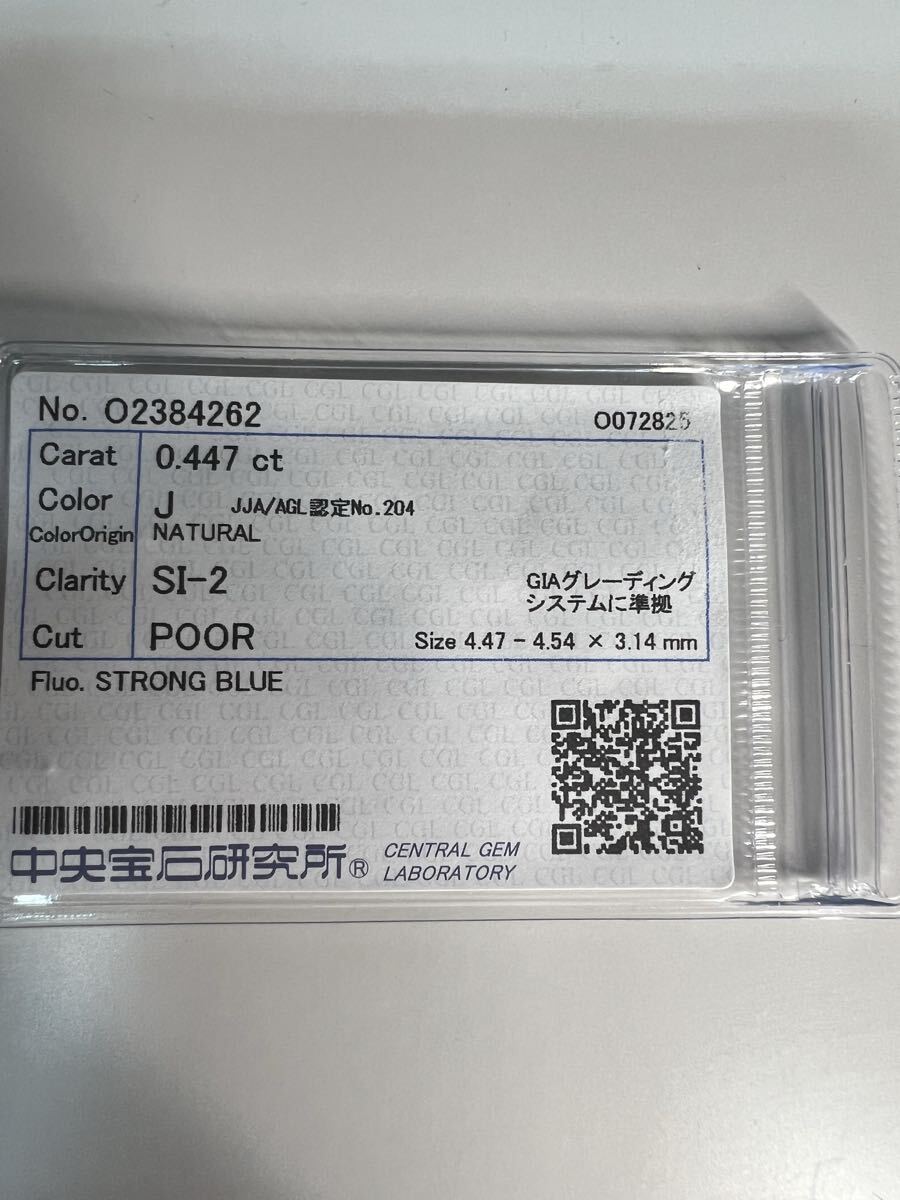 No. O2384262
O072825
Carat 0.447 ct
Color J JJA/AGL認定No.204
ColorOrigin NATURAL
Clarity SI-2
GIAグレーディング
システムに準拠
Cut POOR Size 4.47 - 4.54 × 3.14 mm
Fluo. STRONG BLUE
中央宝石研究所®
CENTRAL GEM
LABORATORY